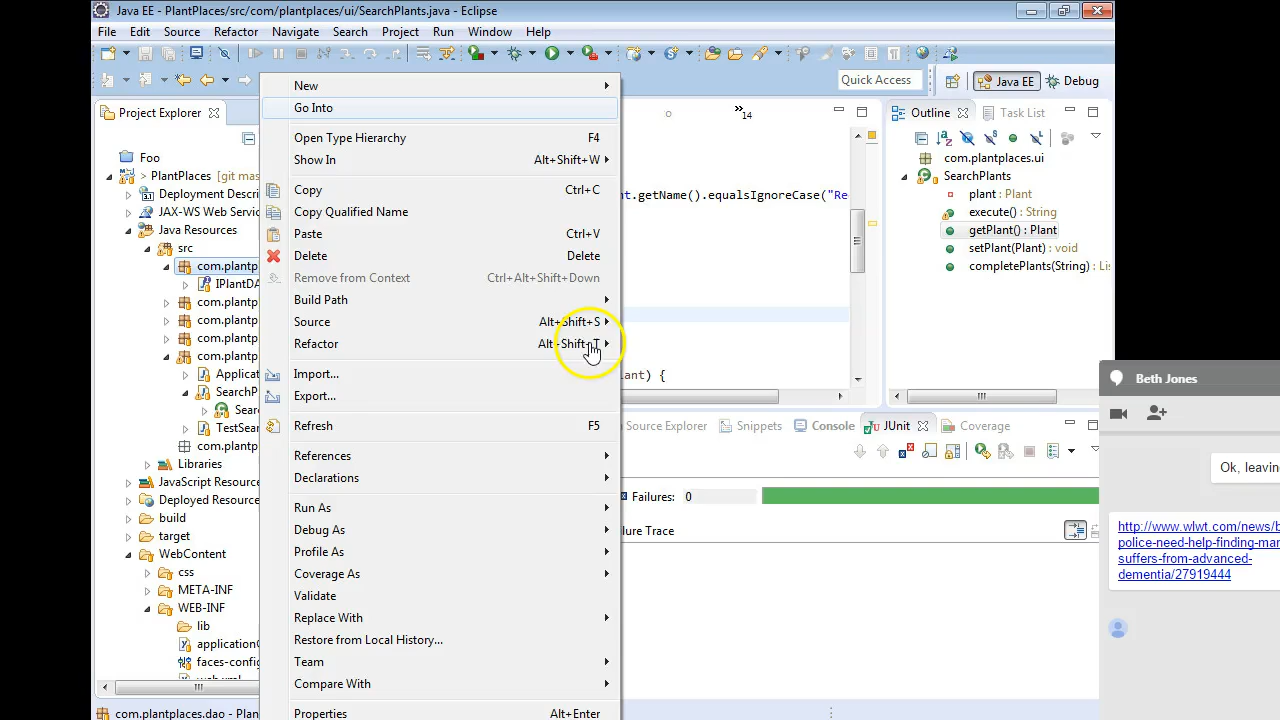 Java EE - PlantPlaces/src/com/plantplaces/ui/SearchPlants.java - Eclipse
File Edit Source Refactor Navigate Search Project Run Window Help
Quick Access
Java EE
Debug
Project Explorer
Foo
> PlantPlaces [git mas
Deployment Descri
JAX-WS Web Servic
Java Resources
src
com.plantp
IPlantDA
com.plantp
com.plantp
com.plantp
com.plantp
Applicat
SearchP
Sear
TestSear
com.plantp
Libraries
JavaScript Resource
Deployed Resource
build
target
WebContent
css
META-INF
WEB-INF
lib
application
faces-config
web.xml
com.plantplaces.dao - Plan
New
Go Into
Open Type Hierarchy F4
Show In Alt+Shift+W
Copy Ctrl+C
Copy Qualified Name
Paste Ctrl+V
Delete Delete
Remove from Context Ctrl+Alt+Shift+Down
Build Path
Source Alt+Shift+S
Refactor Alt+Shift+T
Import...
Export...
Refresh F5
References
Declarations
Run As
Debug As
Profile As
Coverage As
Validate
Replace With
Restore from Local History...
Team
Compare With
Properties Alt+Enter
14
nt.getName().equalsIgnoreCase("Re
lant) {
Outline
Task List
com.plantplaces.ui
SearchPlants
plant : Plant
execute() : String
getPlant() : Plant
setPlant(Plant) : void
completePlants(String) : Lis
Source Explorer Snippets Console JUnit Coverage
Failures: 0
lure Trace
Beth Jones
Ok, leavin
http://www.wlwt.com/news/b
police-need-help-finding-mar
suffers-from-advanced-
dementia/27919444